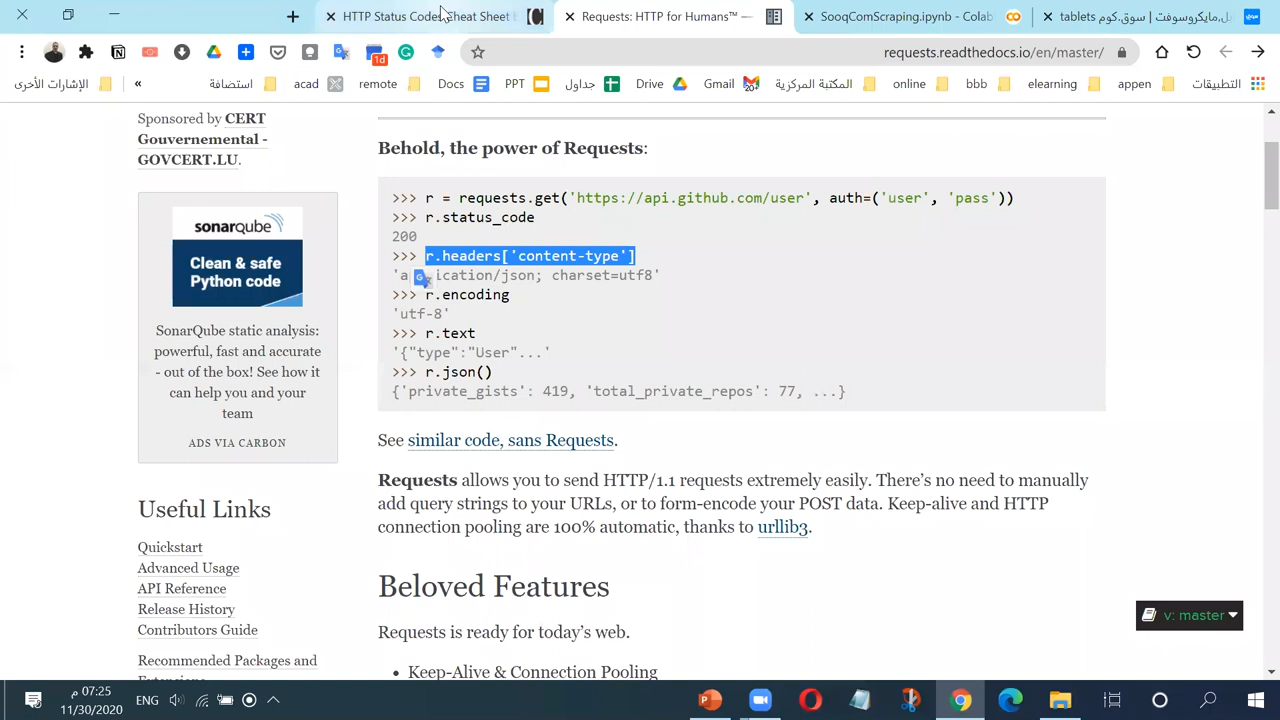 HTTP Status Codes Cheat Sheet b
Requests: HTTP for Humans™ —
SooqComScraping.ipynb - Colab
tablets سوق.كوم | مل,مايكروسوفت
1d
requests.readthedocs.io/en/master/
الإشارات الأخرى
«
استضافة
acad
remote
Docs
PPT
جداول
Drive
Gmail
20+
المكتبة المركزية
online
bbb
elearning
appen
التطبيقات
Sponsored by CERT
Gouvernemental -
GOVCERT.LU.
sonarqube
Clean & safe
Python code
SonarQube static analysis:
powerful, fast and accurate
- out of the box! See how it
can help you and your
team
ADS VIA CARBON
Useful Links
Quickstart
Advanced Usage
API Reference
Release History
Contributors Guide
Recommended Packages and
Behold, the power of Requests:
>>> r = requests.get('https://api.github.com/user', auth=('user', 'pass'))
>>> r.status_code
200
>>> r.headers['content-type']
'a ication/json; charset=utf8'
>>> r.encoding
'utf-8'
>>> r.text
'{"type":"User"...'
>>> r.json()
{'private_gists': 419, 'total_private_repos': 77, ...}
See similar code, sans Requests.
Requests allows you to send HTTP/1.1 requests extremely easily. There's no need to manually
add query strings to your URLs, or to form-encode your POST data. Keep-alive and HTTP
connection pooling are 100% automatic, thanks to urllib3.
Beloved Features
Requests is ready for today's web.
• Keep-Alive & Connection Pooling
v: master
07:25 م
11/30/2020
ENG